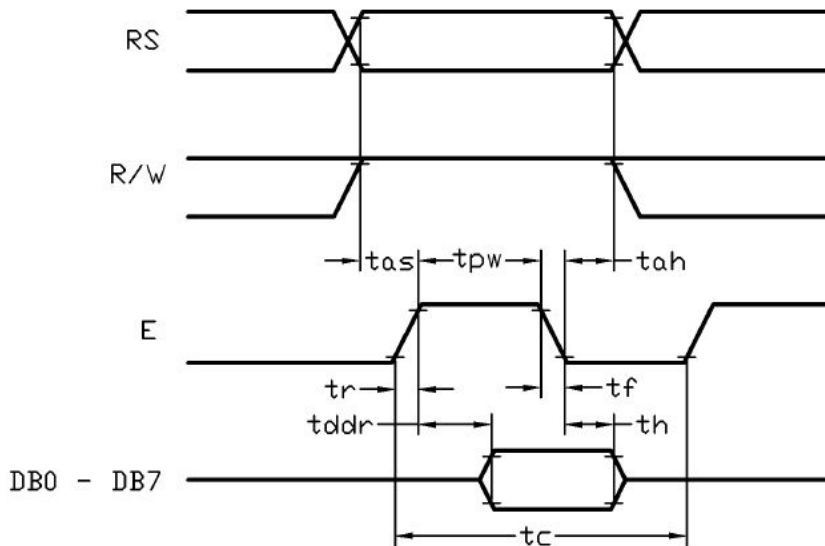 RS
R/W
tas tpw tah
E
tr tf
tddr th
DB0 - DB7
tc